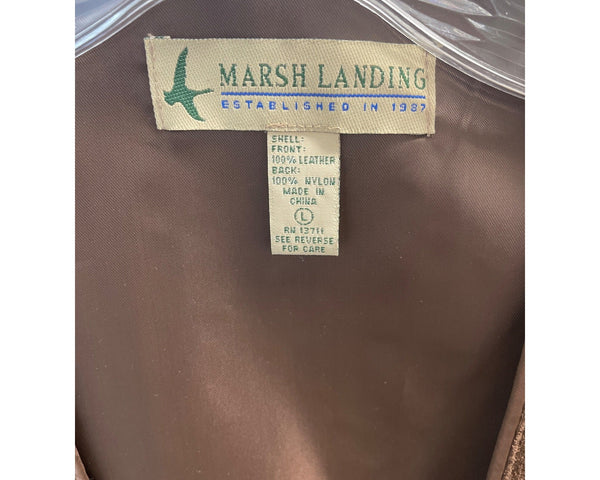 MARSH LANDING
ESTABLISHED IN 1987
SHELL:
FRONT:
100% LEATHER
BACK:
100% NYLON
MADE IN
CHINA
L
RN 13711
SEE REVERSE
FOR CARE